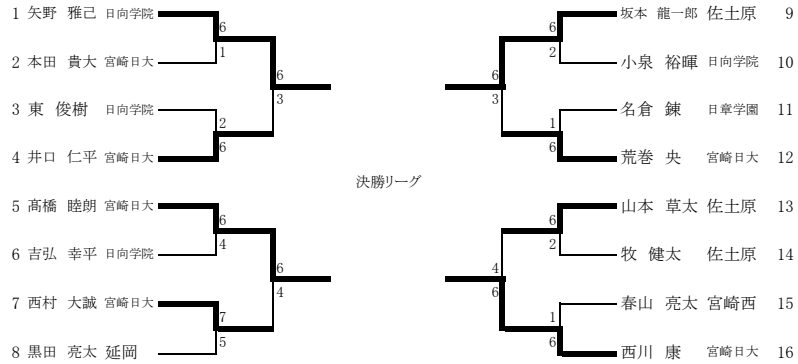 1 矢野 雅己 日向学院
6
1
2 本田 貴大 宮崎日大
6
3
3 東 俊樹 日向学院
2
6
4 井口 仁平 宮崎日大
5 髙橋 睦朗 宮崎日大
6
4
6 吉弘 幸平 日向学院
6
4
7 西村 大誠 宮崎日大
7
5
8 黒田 亮太 延岡
決勝リーグ
坂本 龍一郎 佐土原 9
6
2
小泉 裕暉 日向学院 10
6
3
名倉 錬 日章学園 11
1
6
荒巻 央 宮崎日大 12
山本 草太 佐土原 13
6
2
牧 健太 佐土原 14
4
6
春山 亮太 宮崎西 15
1
6
西川 康 宮崎日大 16